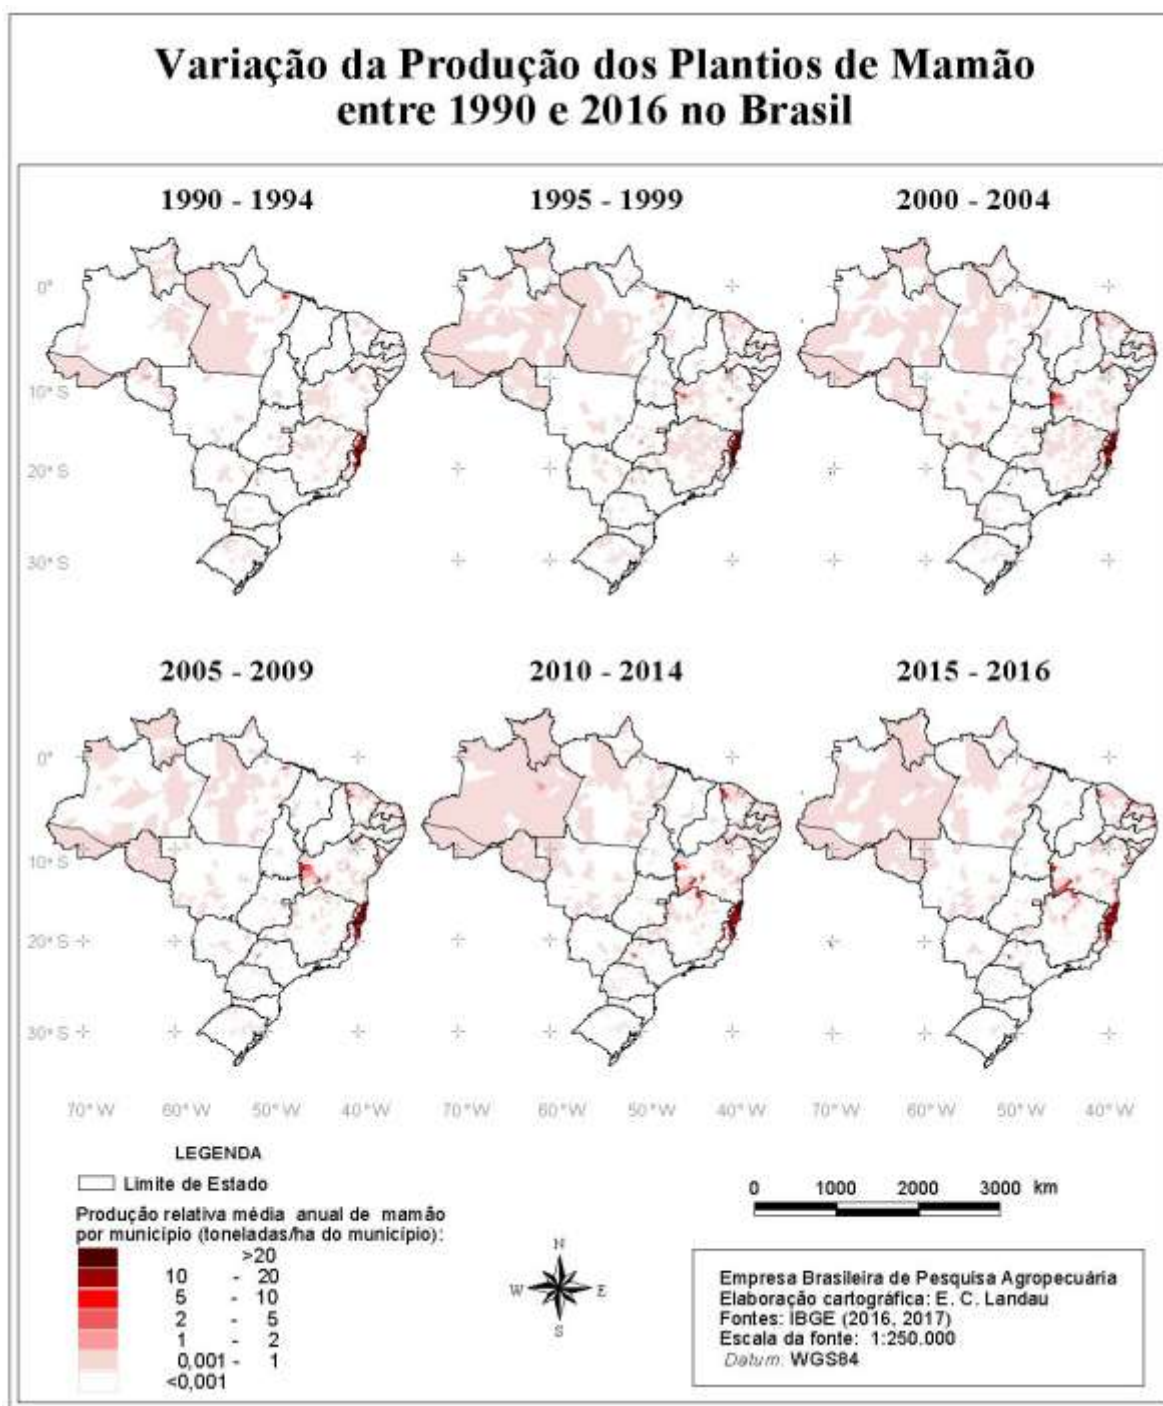 Variação da Produção dos Plantios de Mamão
entre 1990 e 2016 no Brasil
1990 - 1994
1995 - 1999
2000 - 2004
0°
10° S
20° S
30° S
2005 - 2009
2010 - 2014
2015 - 2016
0°
10° S
20° S
30° S
70° W 60° W 50° W 40° W 70° W 60° W 50° W 40° W 70° W 60° W 50° W 40° W
LEGENDA
Limite de Estado
Produção relativa média anual de mamão
por município (toneladas/ha do município):
>20
10 - 20
5 - 10
2 - 5
1 - 2
0,001 - 1
<0,001
0 1000 2000 3000 km
N
W E
S
Empresa Brasileira de Pesquisa Agropecuária
Elaboração cartográfica: E. C. Landau
Fontes: IBGE (2016, 2017)
Escala da fonte: 1:250.000
Datum: WGS84